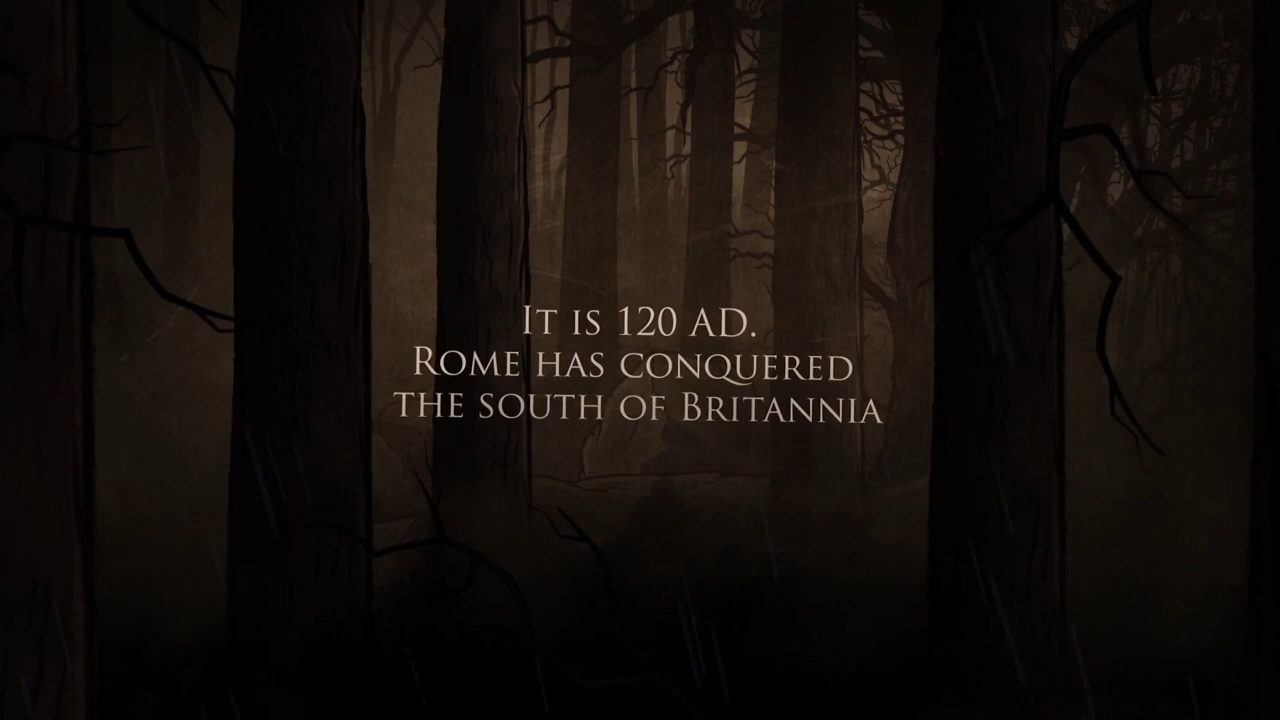 It is 120 AD.
Rome has conquered
the south of Britannia